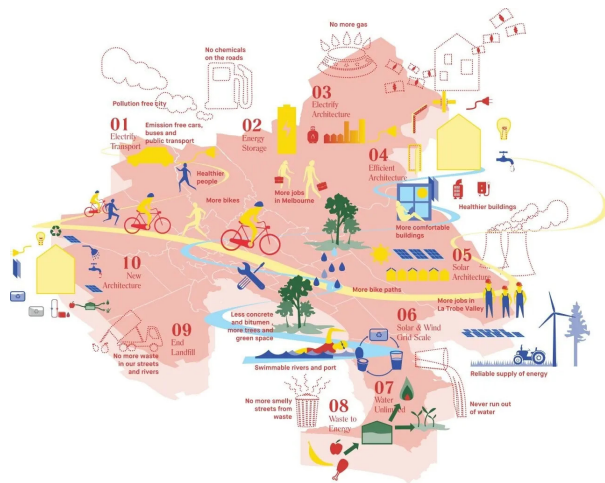 No more gas
No chemicals
on the roads
Pollution free city
03
Electrify
Architecture
01
Electrify
Transport
Emission free cars,
buses and
public transport
02
Energy
Storage
04
Efficient
Architecture
Healthier
people
More bikes
More jobs
in Melbourne
Healthier buildings
More comfortable
buildings
05
Solar
Architecture
10
New
Architecture
More bike paths
More jobs in
La Trobe Valley
Less concrete
and bitumen
more trees and
green space
06
Solar & Wind
Grid Scale
09
End
Landfill
No more waste
in our streets
and rivers
Swimmable rivers and port
Reliable supply of energy
07
Water
Unlimited
No more smelly
streets from
waste
08
Waste to
Energy
Never run out
of water